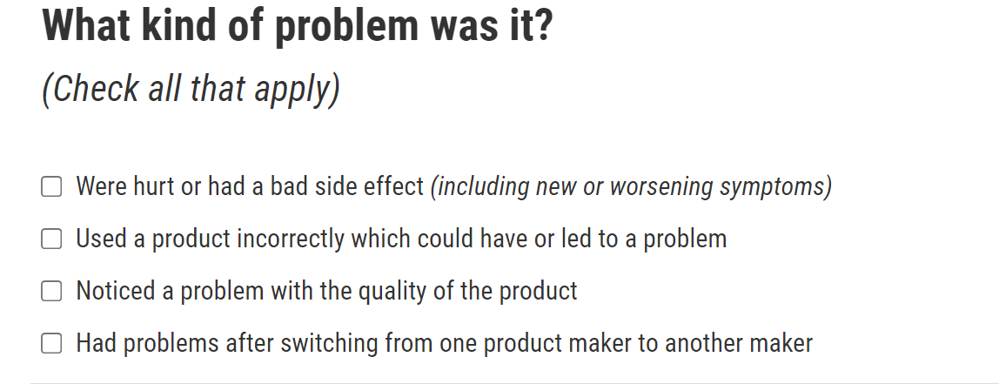 What kind of problem was it?
(Check all that apply)
Were hurt or had a bad side effect (including new or worsening symptoms)
Used a product incorrectly which could have or led to a problem
Noticed a problem with the quality of the product
Had problems after switching from one product maker to another maker